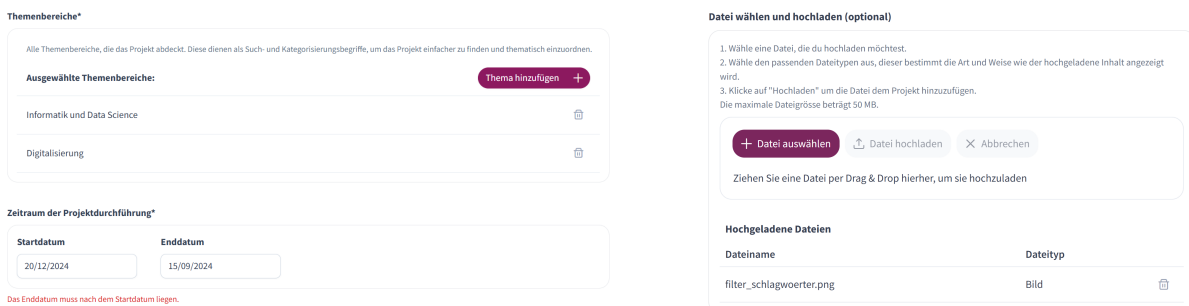 Themenbereiche*
Alle Themenbereiche, die das Projekt abdeckt. Diese dienen als Such- und Kategorisierungsbegriffe, um das Projekt einfacher zu finden und thematisch einzuordnen.
Ausgewählte Themenbereiche:
Thema hinzufügen
Informatik und Data Science
Digitalisierung
Zeitraum der Projektdurchführung*
Startdatum Enddatum
20/12/2024 15/09/2024
Das Enddatum muss nach dem Startdatum liegen.
Datei wählen und hochladen (optional)
1. Wähle eine Datei, die du hochladen möchtest.
2. Wähle den passenden Dateitypen aus, dieser bestimmt die Art und Weise wie der hochgeladene Inhalt angezeigt
wird.
3. Klicke auf "Hochladen" um die Datei dem Projekt hinzuzufügen.
Die maximale Dateigrösse beträgt 50 MB.
Datei auswählen Datei hochladen Abbrechen
Ziehen Sie eine Datei per Drag & Drop hierher, um sie hochzuladen
Hochgeladene Dateien
Dateiname Dateityp
filter_schlagwoerter.png Bild